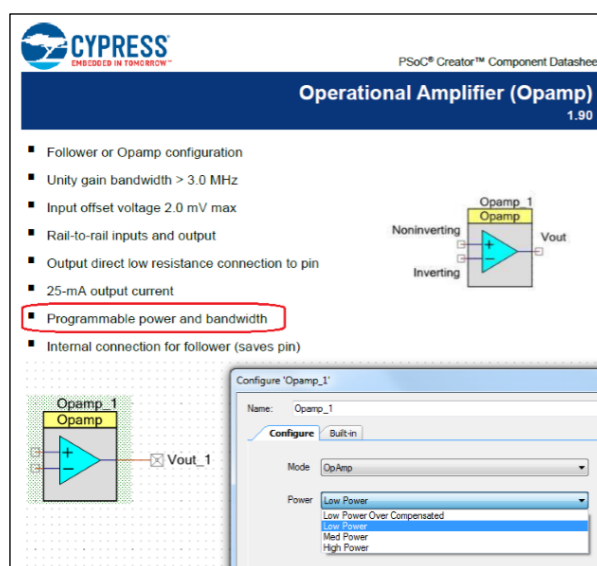 CYPRESS
EMBEDDED IN TOMORROW™
PSoC® Creator™ Component Datashee
Operational Amplifier (Opamp)
1.90
Follower or Opamp configuration
Unity gain bandwidth > 3.0 MHz
Input offset voltage 2.0 mV max
Rail-to-rail inputs and output
Output direct low resistance connection to pin
25-mA output current
Programmable power and bandwidth
Internal connection for follower (saves pin)
Opamp_1
Opamp
Noninverting
+
Vout
-
Inverting
Opamp_1
Opamp
+
-
Vout_1
Configure 'Opamp_1'
Name: Opamp_1
Configure Built-in
Mode OpAmp
Power Low Power
Low Power Over Compensated
Low Power
Med Power
High Power